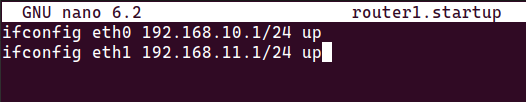 GNU nano 6.2 router1.startup
ifconfig eth0 192.168.10.1/24 up
ifconfig eth1 192.168.11.1/24 up